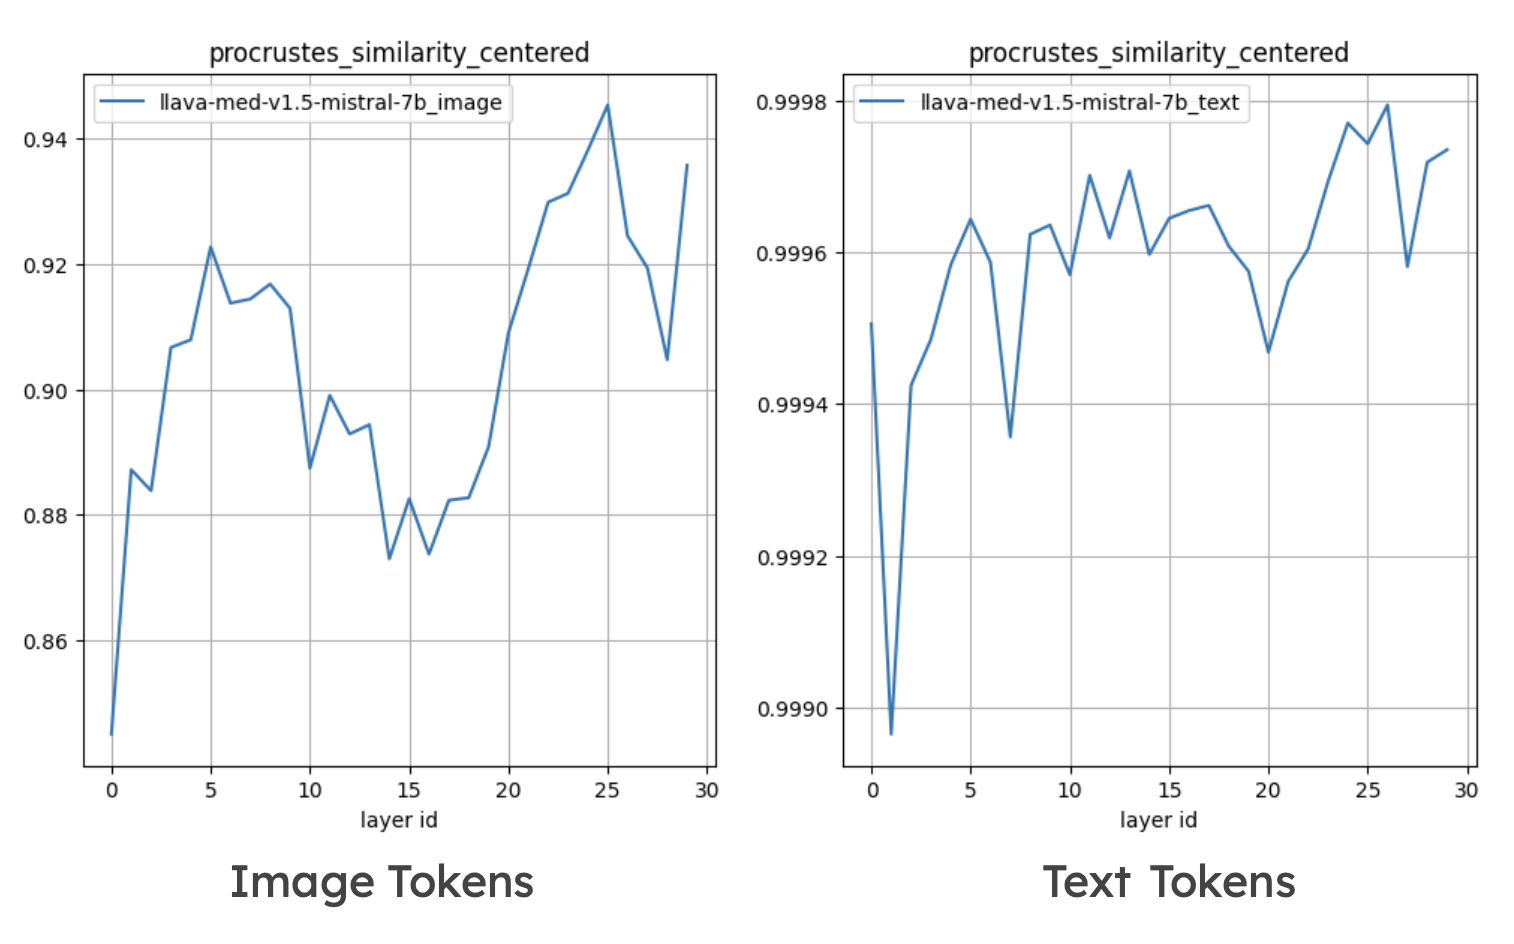 procrustes_similarity_centered
llava-med-v1.5-mistral-7b_image
0.94
0.92
0.90
0.88
0.86
0 5 10 15 20 25 30
layer id
Image Tokens
procrustes_similarity_centered
llava-med-v1.5-mistral-7b_text
0.9998
0.9996
0.9994
0.9992
0.9990
0 5 10 15 20 25 30
layer id
Text Tokens